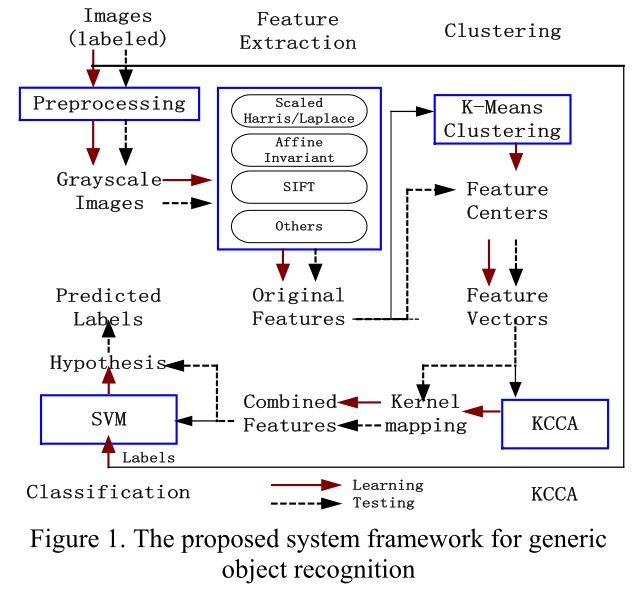 Images
(labeled)
Feature
Extraction
Clustering
Preprocessing
Scaled
Harris/Laplace
Affine
Invariant
SIFT
Others
K-Means
Clustering
Grayscale
Images
Feature
Centers
Original
Features
Feature
Vectors
Predicted
Labels
Hypothesis
SVM
Combined
Features
Kernel
mapping
KCCA
Labels
Classification
Learning
Testing
KCCA
Figure 1. The proposed system framework for generic
object recognition